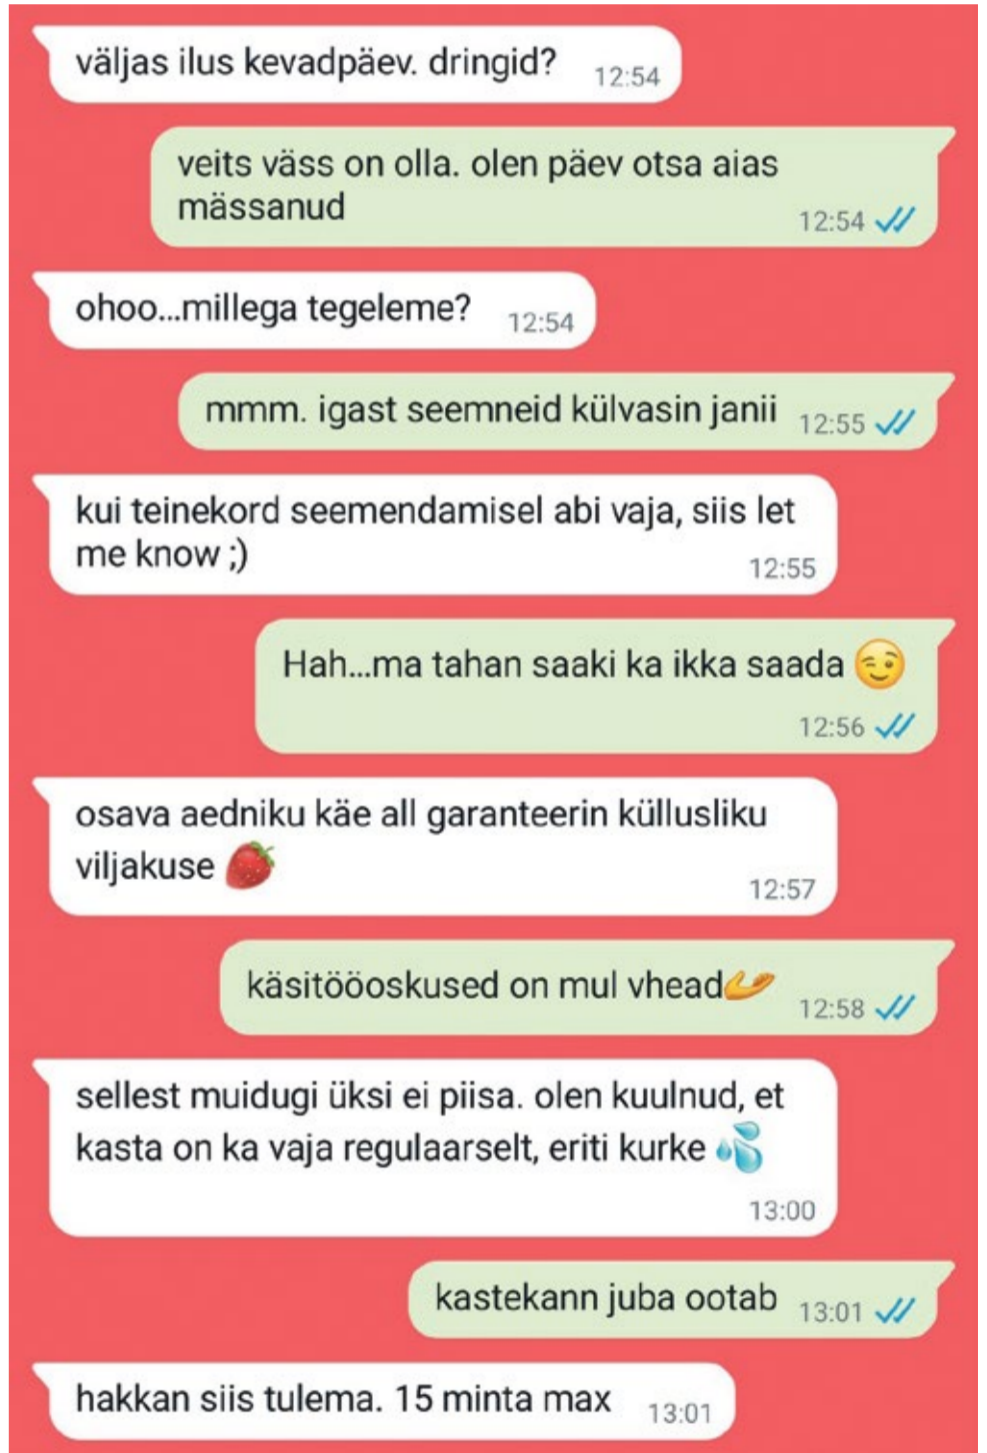 väljas ilus kevadpäev. dringid? 12:54
veits väss on olla. olen päev otsa aias
mässanud 12:54
ohoo...millega tegeleme? 12:54
mmm. igast seemneid külvasin janii 12:55
kui teinekord seemendamisel abi vaja, siis let
me know ;) 12:55
Hah...ma tahan saaki ka ikka saada 😉
12:56
osava aedniku käe all garanteerin küllusliku
viljakuse 🍓 12:57
käsitööoskused on mul vhead🫴 12:58
sellest muidugi üksi ei piisa. olen kuulnud, et
kasta on ka vaja regulaarselt, eriti kurke 💦
13:00
kastekann juba ootab 13:01
hakkan siis tulema. 15 minta max 13:01